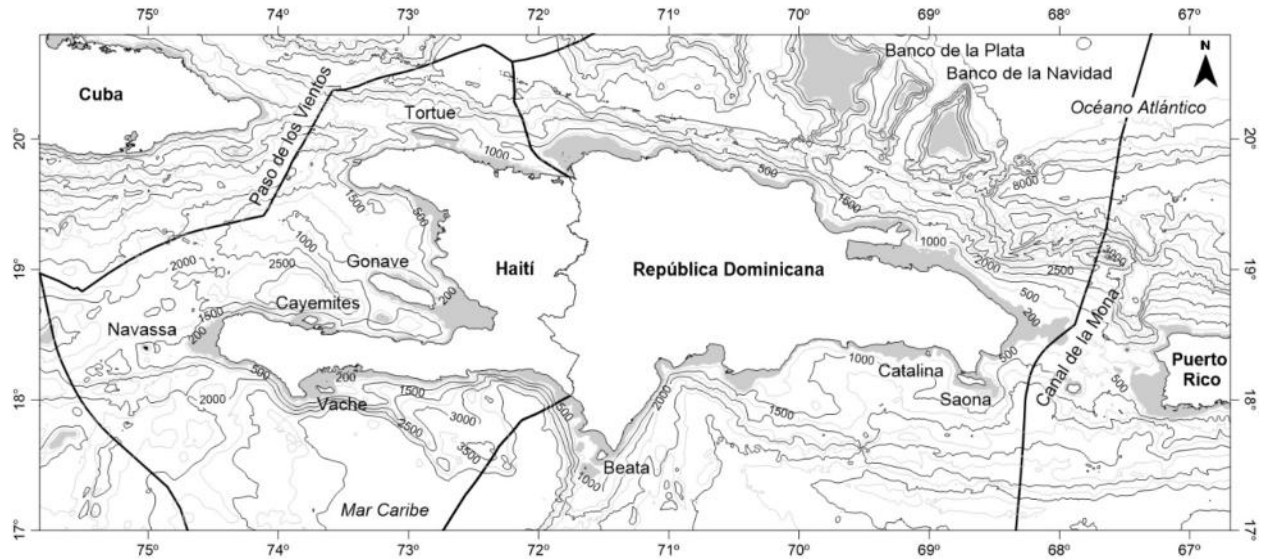 75º 74º 73º 72º 71º 70º 69º 68º 67º
Banco de la Plata
N
Banco de la Navidad
Cuba
Paso de los Vientos
Océano Atlántico
Tortue
20º
20º
1000
500
8000
500
500
1500
19º
1000
1000
3000
2000
2500
Gonave
Haití
República Dominicana
2000
2500
19º
Cayemites
200
500
1500
200
Navassa
200
Canal de la Mona
500
Puerto
Rico
1000
Catalina
500
200
1500
2000
Saona
500
2000
18º
Vache
3000
500
1500
18º
2500
3500
Beata
1000
Mar Caribe
17º
17º
75º 74º 73º 72º 71º 70º 69º 68º 67º